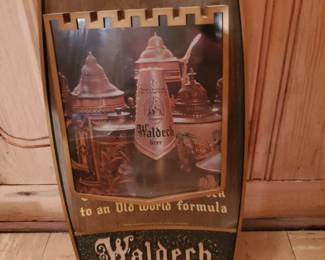 Waldech
beer
to an Old world formula
Waldech